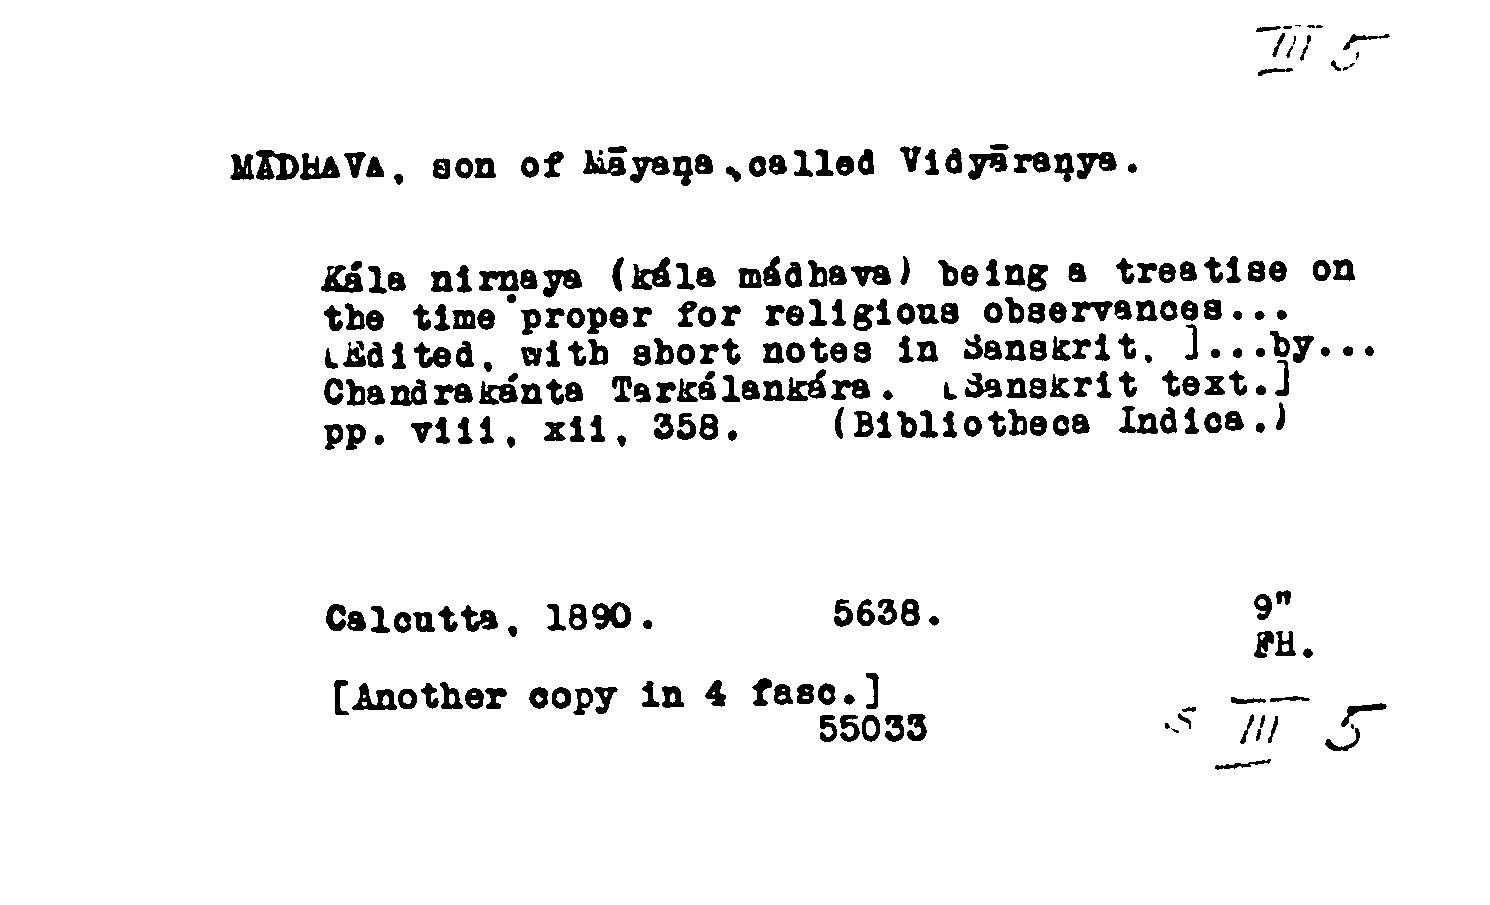 III 5
MĀDHAVA, son of Māyaṇa, called Vidyāraṇya.
Kála nirṇaya (kála mádhava) being a treatise on
the time proper for religious observances...
[Edited, with short notes in Sanskrit, ]...by...
Chandrakánta Tarkálankára. [Sanskrit text.]
pp. viii, xii, 358. (Bibliotheca Indica.)
Calcutta, 1890. 5638. 9"
FH.
[Another copy in 4 fasc.]
55033 S III 5